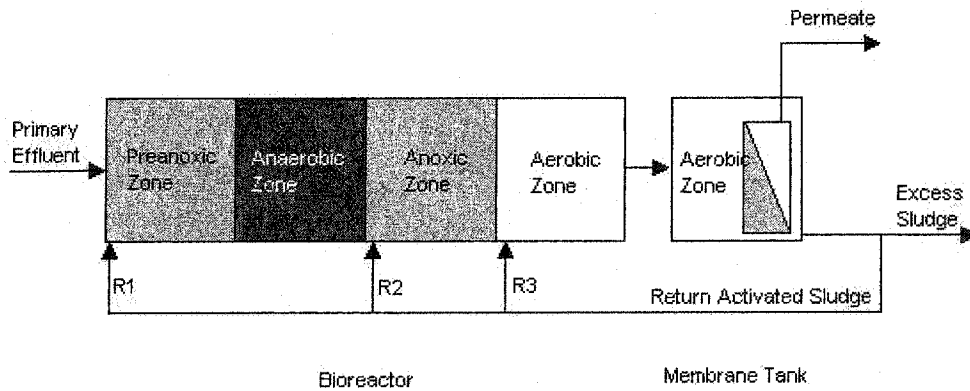 Permeate
Primary
Effluent
Preanoxic
Zone
Anaerobic
Zone
Anoxic
Zone
Aerobic
Zone
Aerobic
Zone
Excess
Sludge
R1
R2
R3
Return Activated Sludge
Bioreactor
Membrane Tank